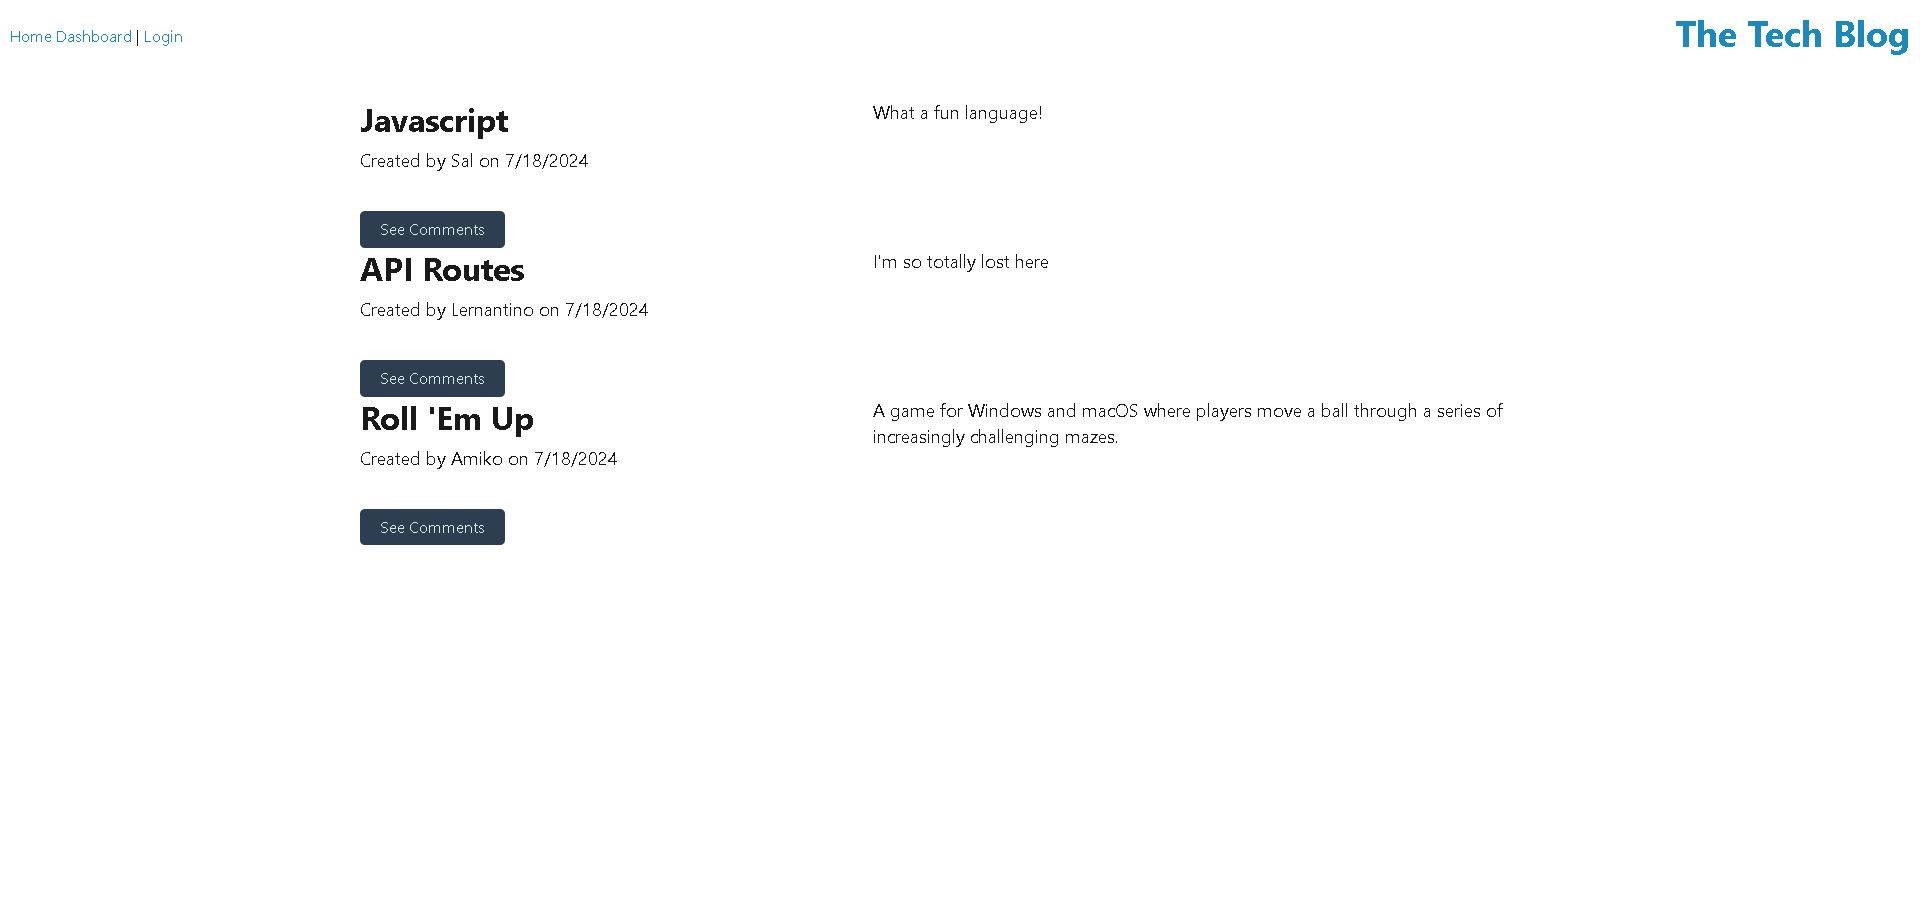 Home Dashboard | Login
The Tech Blog
Javascript
Created by Sal on 7/18/2024
What a fun language!
See Comments
API Routes
Created by Lernantino on 7/18/2024
I'm so totally lost here
See Comments
Roll 'Em Up
Created by Amiko on 7/18/2024
A game for Windows and macOS where players move a ball through a series of
increasingly challenging mazes.
See Comments